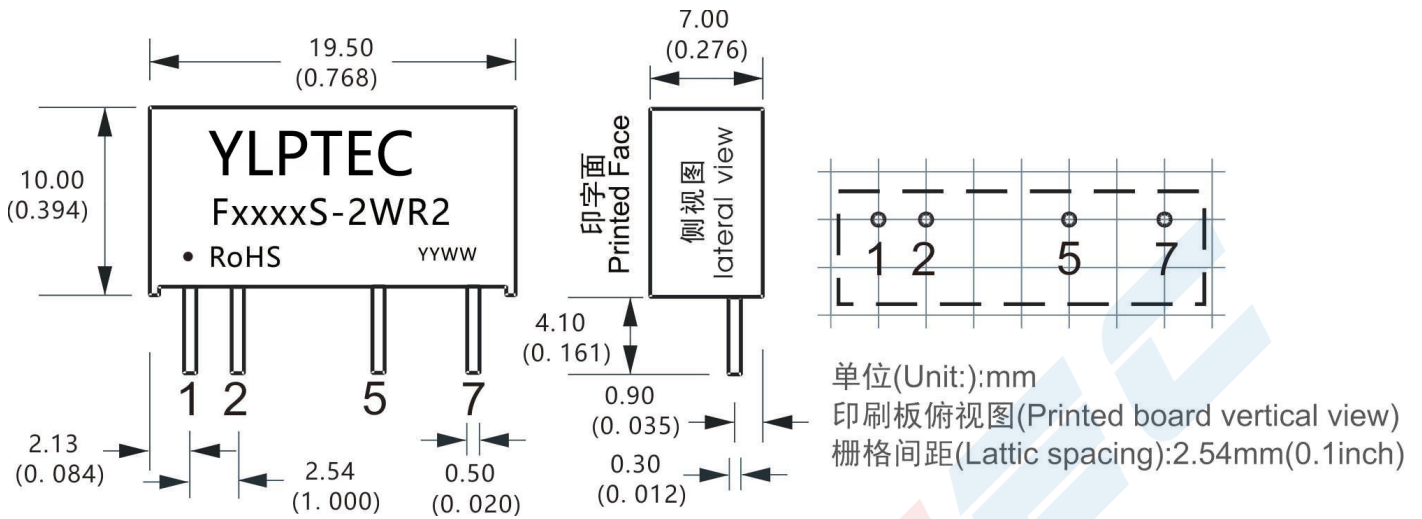 19.50
(0.768)
7.00
(0.276)
10.00
(0.394)
YLPTEC
FxxxxS-2WR2
• RoHS YYWW
印字面
Printed Face
侧视图
lateral view
4.10
(0. 161)
1 2 5 7
1 2 5 7
2.13
(0. 084)
2.54
(1. 000)
0.50
(0. 020)
0.90
(0. 035)
0.30
(0. 012)
单位(Unit:):mm
印刷板俯视图(Printed board vertical view)
栅格间距(Lattic spacing):2.54mm(0.1inch)